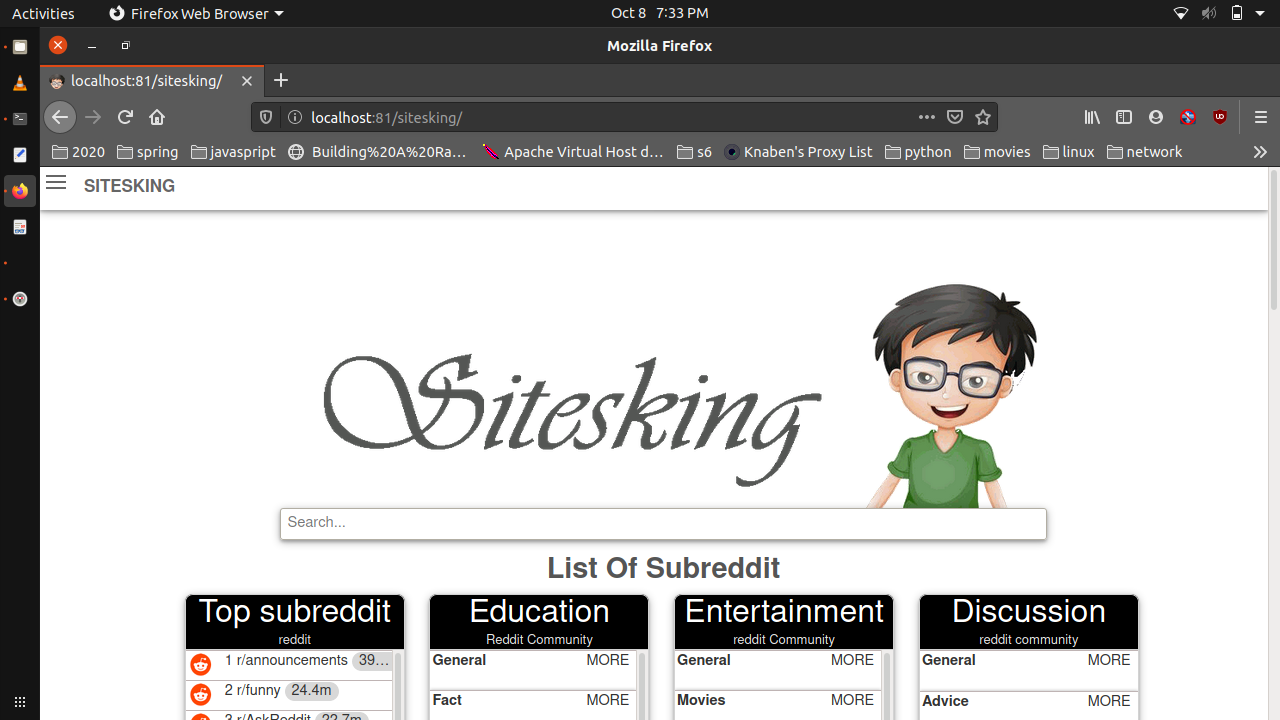 Activities Firefox Web Browser Oct 8 7:33 PM
Mozilla Firefox
localhost:81/sitesking/
localhost:81/sitesking/
2020 spring javasript Building%20A%20Ra… Apache Virtual Host d… s6 Knaben's Proxy List python movies linux network
SITESKING
Sitesking
Search...
List Of Subreddit
Top subreddit Education Entertainment Discussion
reddit Reddit Community reddit Community reddit community
1 r/announcements 39… General MORE General MORE General MORE
2 r/funny 24.4m Fact MORE Movies MORE Advice MORE
3 r/AskReddit 22.7m